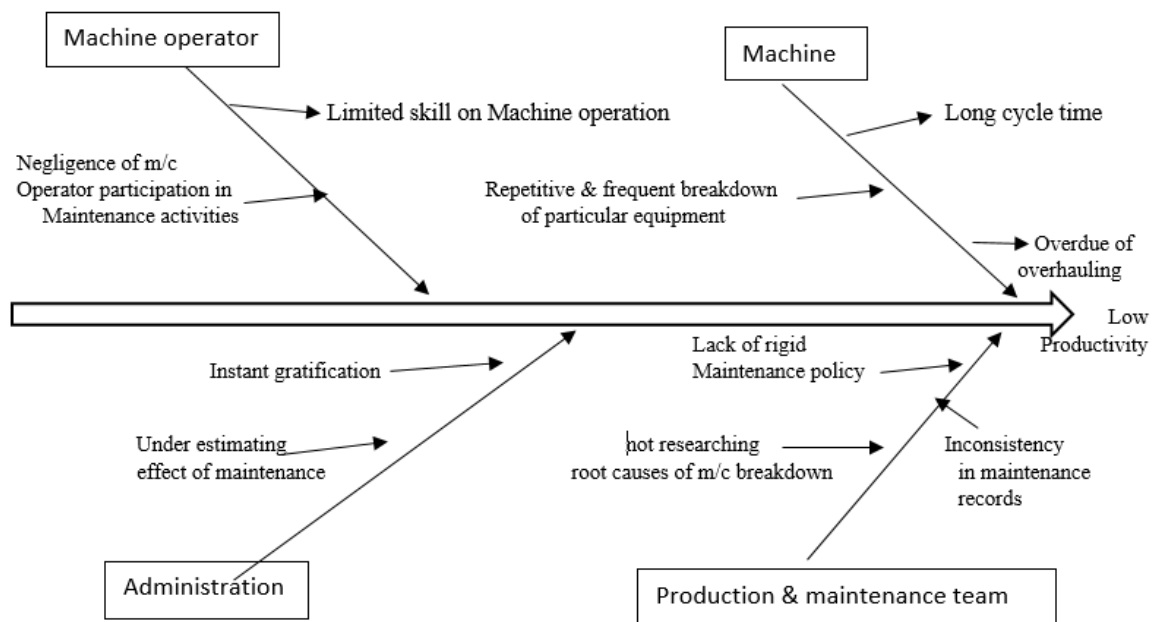 Machine operator
Machine
Limited skill on Machine operation
Long cycle time
Negligence of m/c
Operator participation in
Maintenance activities
Repetitive & frequent breakdown
of particular equipment
Overdue of
overhauling
Low
Productivity
Instant gratification
Lack of rigid
Maintenance policy
Under estimating
effect of maintenance
not researching
root causes of m/c breakdown
Inconsistency
in maintenance
records
Administration
Production & maintenance team